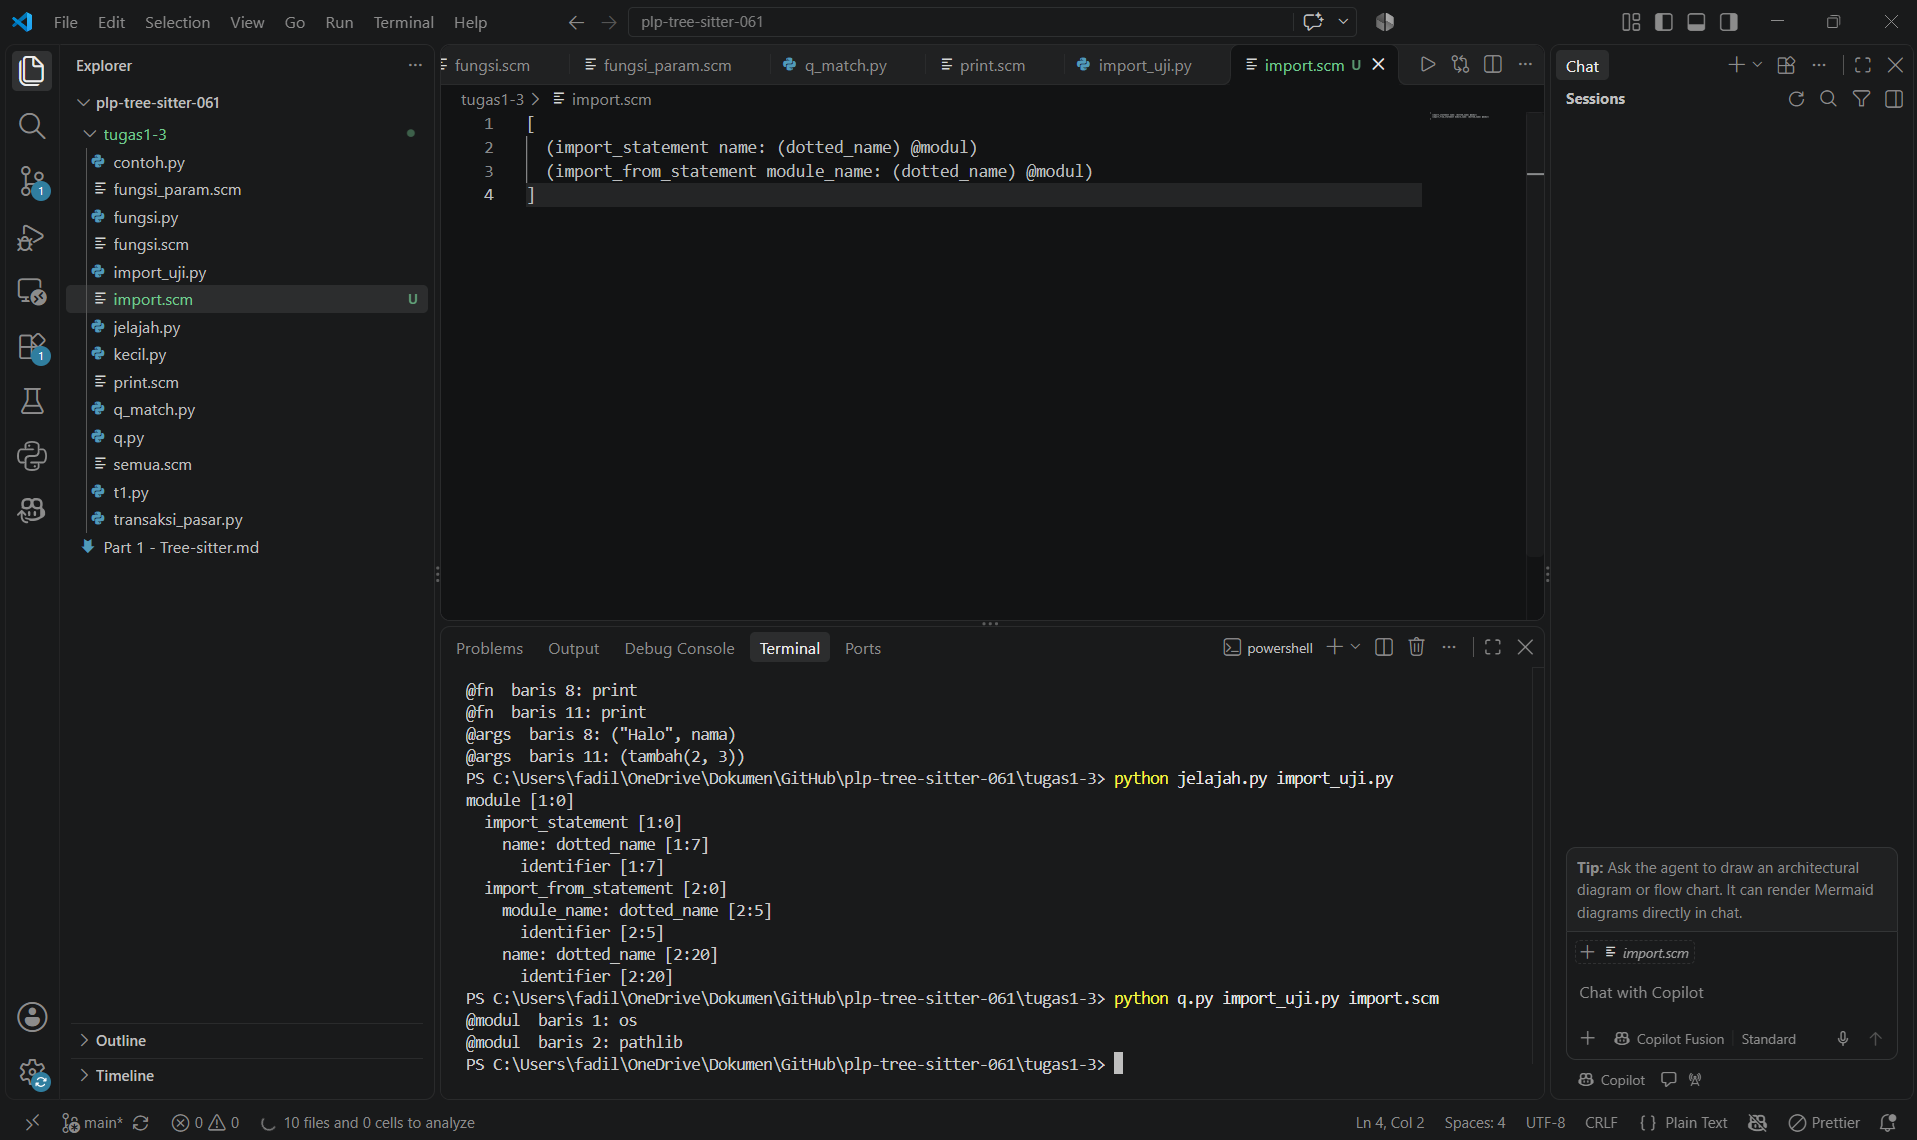 File Edit Selection View Go Run Terminal Help
plp-tree-sitter-061
Explorer
plp-tree-sitter-061
tugas1-3
contoh.py
fungsi_param.scm
fungsi.py
fungsi.scm
import_uji.py
import.scm U
jelajah.py
kecil.py
print.scm
q_match.py
q.py
semua.scm
t1.py
transaksi_pasar.py
Part 1 - Tree-sitter.md
Outline
Timeline
1
1
fungsi.scm fungsi_param.scm q_match.py print.scm import_uji.py import.scm U
tugas1-3 > import.scm
1 [
2 (import_statement name: (dotted_name) @modul)
3 (import_from_statement module_name: (dotted_name) @modul)
4 ]
Problems Output Debug Console Terminal Ports
powershell
@fn  baris 8: print
@fn  baris 11: print
@args  baris 8: ("Halo", nama)
@args  baris 11: (tambah(2, 3))
PS C:\Users\fadil\OneDrive\Dokumen\GitHub\plp-tree-sitter-061\tugas1-3> python jelajah.py import_uji.py
module [1:0]
import_statement [1:0]
name: dotted_name [1:7]
identifier [1:7]
import_from_statement [2:0]
module_name: dotted_name [2:5]
identifier [2:5]
name: dotted_name [2:20]
identifier [2:20]
PS C:\Users\fadil\OneDrive\Dokumen\GitHub\plp-tree-sitter-061\tugas1-3> python q.py import_uji.py import.scm
@modul  baris 1: os
@modul  baris 2: pathlib
PS C:\Users\fadil\OneDrive\Dokumen\GitHub\plp-tree-sitter-061\tugas1-3>
Chat
Sessions
Tip: Ask the agent to draw an architectural
diagram or flow chart. It can render Mermaid
diagrams directly in chat.
import.scm
Chat with Copilot
Copilot Fusion Standard
Copilot
main* 0 0 10 files and 0 cells to analyze
Ln 4, Col 2 Spaces: 4 UTF-8 CRLF { } Plain Text Prettier